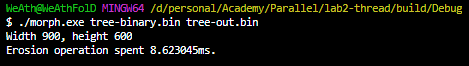 WeAth@WeAthFolD MINGW64 /d/personal/Academy/Parallel/lab2-thread/build/Debug
$ ./morph.exe tree-binary.bin tree-out.bin
Width 900, height 600
Erosion operation spent 8.623045ms.